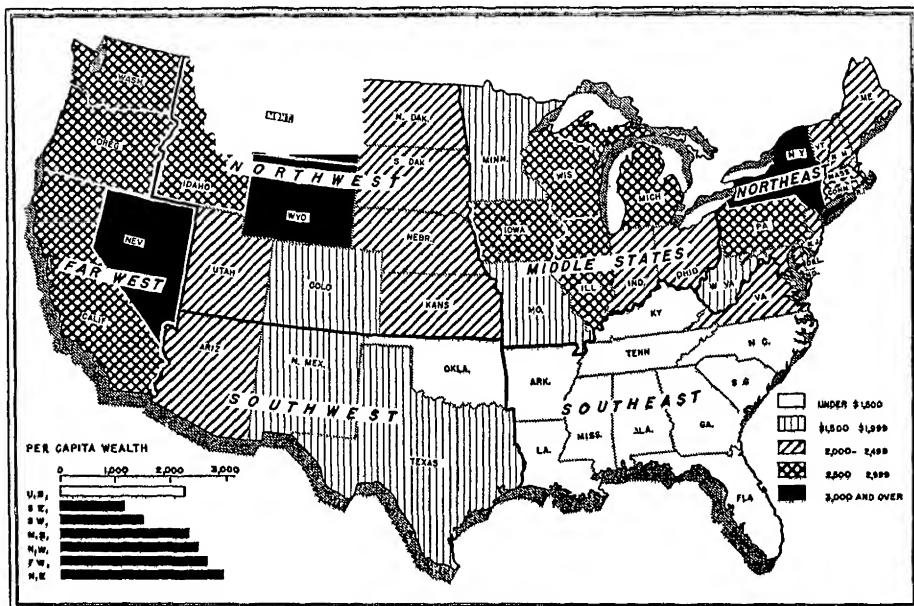 WASH.
MONT.
N. DAK.
MINN.
ME.
OREG.
IDAHO
NORTHWEST
S. DAK
WIS
MICH
N.Y.
VT.
N.H.
NORTHEAST
MASS
CONN.
WYO
IOWA
PA
NEV.
NEBR.
FAR WEST
UTAH
COLO
MIDDLE STATES
ILL
IND.
OHIO
W. VA
VA
DEL.
CALIF.
KANS
MO.
KY
ARIZ
N. MEX.
OKLA.
ARK.
TENN
N. C.
SOUTHWEST
SOUTHEAST
S. C
MISS.
ALA.
GA.
TEXAS
LA.
FLA
UNDER $1,500
$1,500 $1,999
2,000- 2,499
2,500 2,999
3,000 AND OVER
PER CAPITA WEALTH
0 1,000 2,000 3,000
U.S.
S E.
S W.
M.S.
N.W.
F W.
N.E